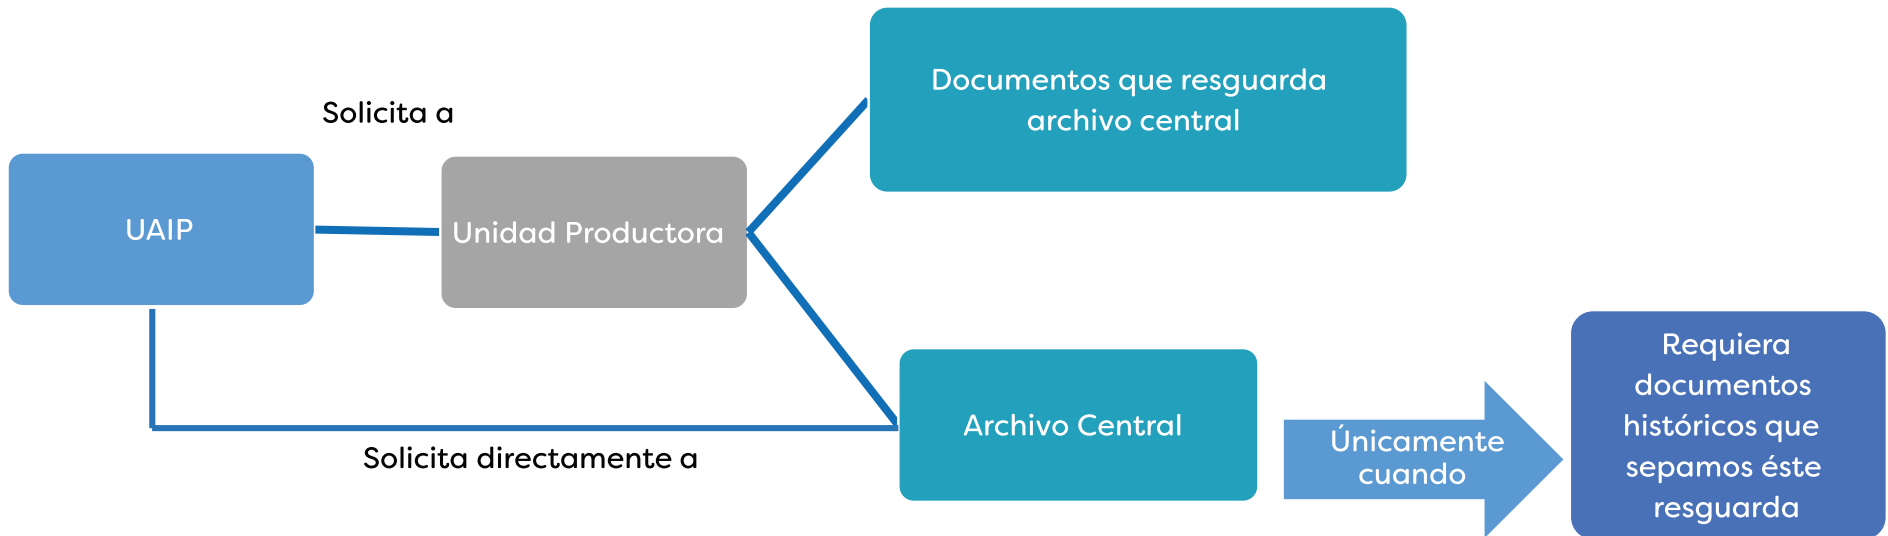 Solicita a
UAIP
Unidad Productora
Documentos que resguarda
archivo central
Solicita directamente a
Archivo Central
Únicamente
cuando
Requiera
documentos
históricos que
sepamos éste
resguarda